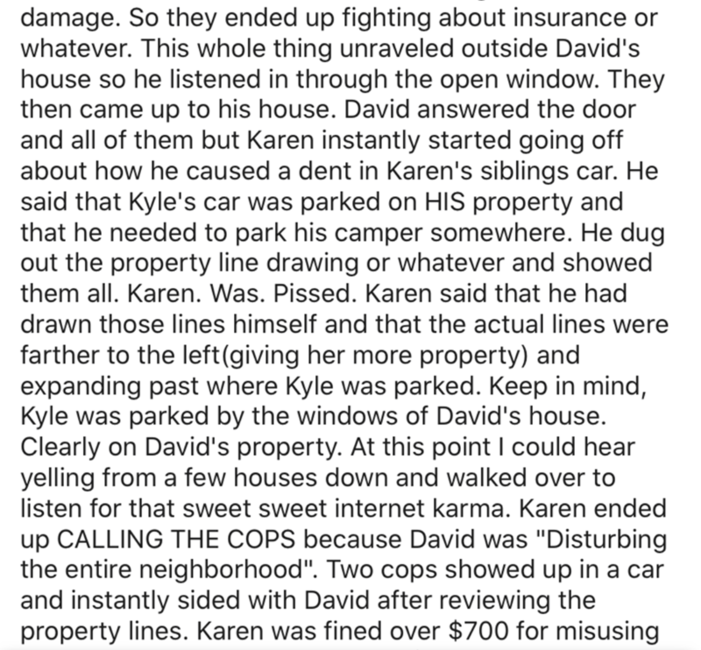 damage. So they ended up fighting about insurance or
whatever. This whole thing unraveled outside David's
house so he listened in through the open window. They
then came up to his house. David answered the door
and all of them but Karen instantly started going off
about how he caused a dent in Karen's siblings car. He
said that Kyle's car was parked on HIS property and
that he needed to park his camper somewhere. He dug
out the property line drawing or whatever and showed
them all. Karen. Was. Pissed. Karen said that he had
drawn those lines himself and that the actual lines were
farther to the left(giving her more property) and
expanding past where Kyle was parked. Keep in mind,
Kyle was parked by the windows of David's house.
Clearly on David's property. At this point I could hear
yelling from a few houses down and walked over to
listen for that sweet sweet internet karma. Karen ended
up CALLING THE COPS because David was "Disturbing
the entire neighborhood". Two cops showed up in a car
and instantly sided with David after reviewing the
property lines. Karen was fined over $700 for misusing